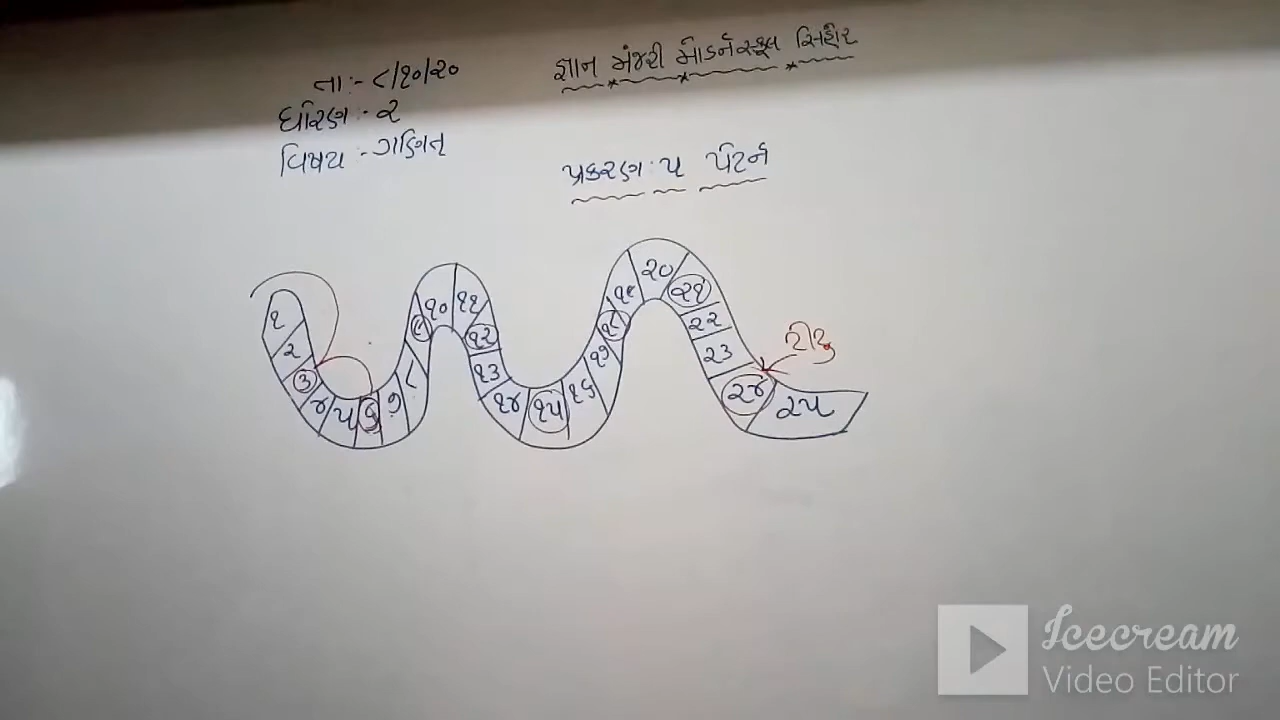 જ્ઞાન મંજરી મોડર્ન સ્કૂલ સિહોર
તા :- ૮/૧૦/૨૦
ધોરણ :- ૨
વિષય :- ગણિત
પ્રકરણ : ૫ પેટર્ન
૧ ૨ ૩ ૪ ૫ ૬ ૭ ૮ ૯ ૧૦ ૧૧ ૧૨ ૧૩ ૧૪ ૧૫ ૧૬ ૧૭ ૧૮ ૧૯ ૨૦ ૨૧ ૨૨ ૨૩ ૨૪ ૨૫
ટીટુ
Icecream
Video Editor